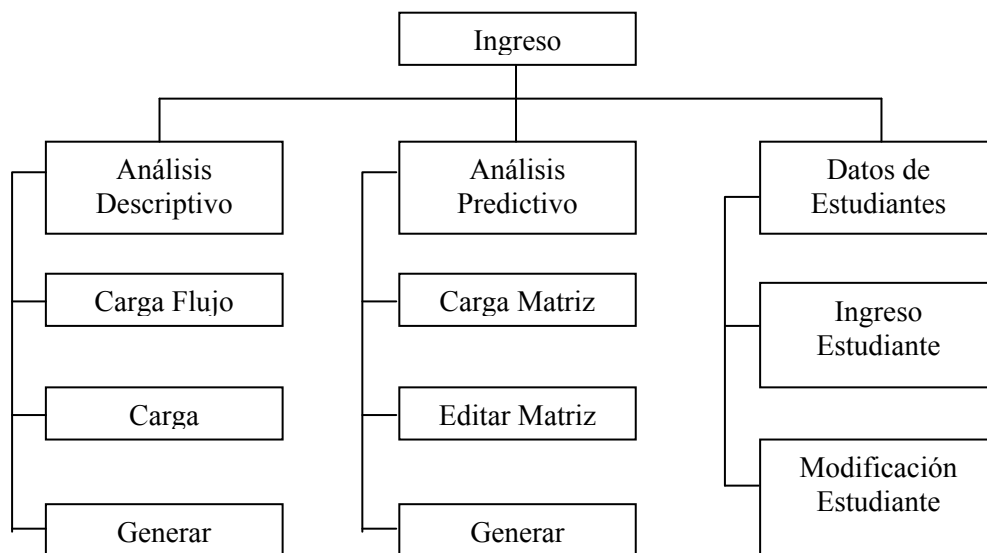 Ingreso
Análisis
Descriptivo
Análisis
Predictivo
Datos de
Estudiantes
Carga Flujo
Carga Matriz
Ingreso
Estudiante
Carga
Editar Matriz
Modificación
Estudiante
Generar
Generar